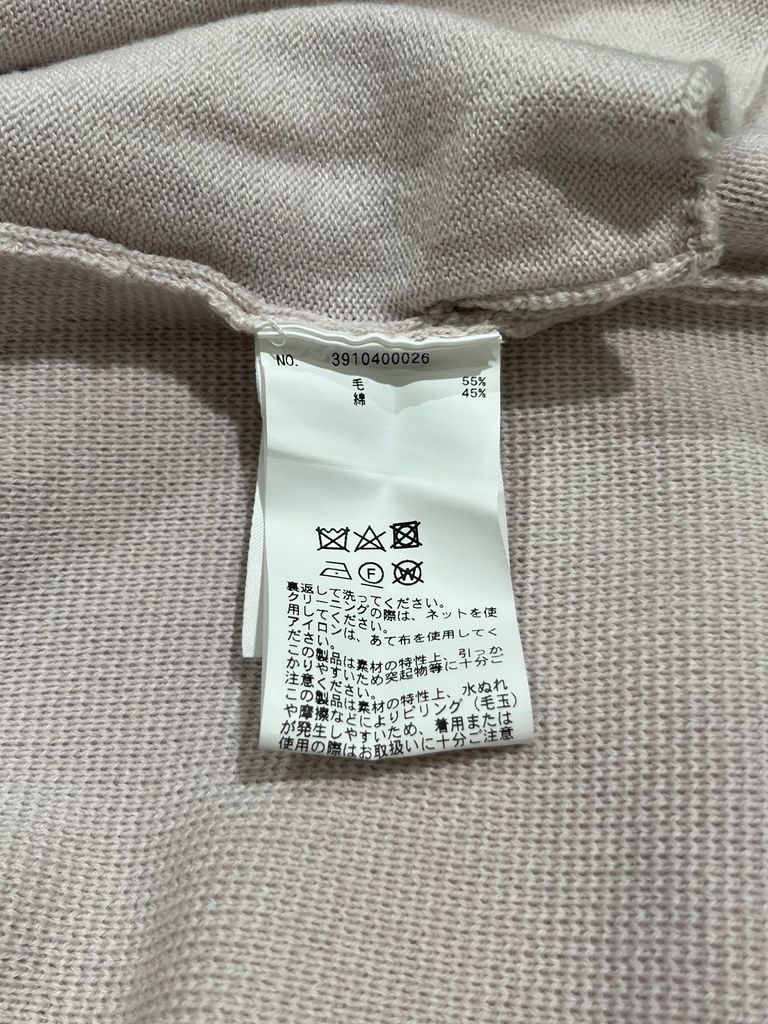 NO. 3910400026
毛 55%
綿 45%
F
W
裏返して洗ってください。
クリーニングの際は、ネットを使
用してください。
アイロンは、あて布を使用してく
ださい。
この製品は素材の特性上、引っか
かりやすいため突起物等に十分ご
注意ください。
この製品は素材の特性上、水ぬれ
や摩擦などによりピリング（毛玉）
が発生しやすいため、着用または
使用の際はお取扱いに十分ご注意